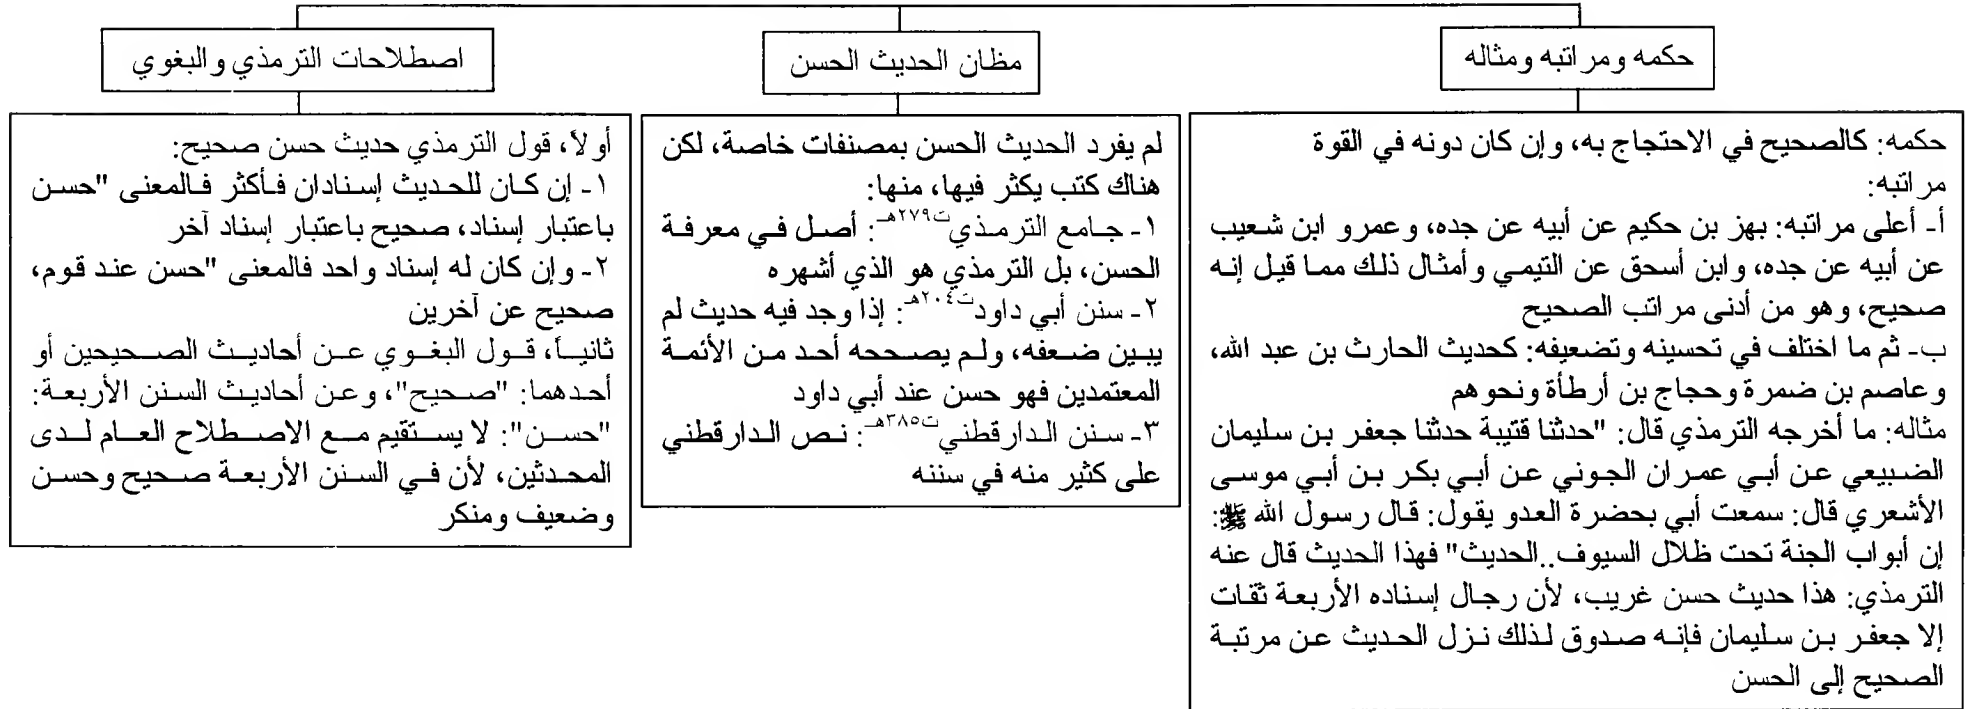 حكمه ومراتبه ومثاله
حكمه: كالصحيح في الاحتجاج به، وإن كان دونه في القوة
مراتبه:
أ- أعلى مراتبه: بهز بن حكيم عن أبيه عن جده، وعمرو ابن شعيب
عن أبيه عن جده، وابن أسحق عن التيمي وأمثال ذلك مما قيل إنه
صحيح، وهو من أدنى مراتب الصحيح
ب- ثم ما اختلف في تحسينه وتضعيفه: كحديث الحارث بن عبد الله،
وعاصم بن ضمرة وحجاج بن أرطأة ونحوهم
مثاله: ما أخرجه الترمذي قال: "حدثنا قتيبة حدثنا جعفر بن سليمان
الضبيعي عن أبي عمران الجوني عن أبي بكر بن أبي موسى
الأشعري قال: سمعت أبي بحضرة العدو يقول: قال رسول الله ﷺ:
إن أبواب الجنة تحت ظلال السيوف..الحديث" فهذا الحديث قال عنه
الترمذي: هذا حديث حسن غريب، لأن رجال إسناده الأربعة ثقات
إلا جعفر بن سليمان فإنه صدوق لذلك نزل الحديث عن مرتبة
الصحيح إلى الحسن
مظان الحديث الحسن
لم يفرد الحديث الحسن بمصنفات خاصة، لكن
هناك كتب يكثر فيها، منها:
١- جامع الترمذي ت٢٧٩هـ: أصل في معرفة
الحسن، بل الترمذي هو الذي أشهره
٢- سنن أبي داود ت٢٠٤هـ: إذا وجد فيه حديث لم
يبين ضعفه، ولم يصححه أحد من الأئمة
المعتمدين فهو حسن عند أبي داود
٣- سنن الدارقطني ت٣٨٥هـ: نص الدارقطني
على كثير منه في سننه
اصطلاحات الترمذي والبغوي
أولاً، قول الترمذي حديث حسن صحيح:
١- إن كان للحديث إسنادان فأكثر فالمعنى "حسن
باعتبار إسناد، صحيح باعتبار إسناد آخر
٢- وإن كان له إسناد واحد فالمعنى "حسن عند قوم،
صحيح عن آخرين
ثانياً، قول البغوي عن أحاديث الصحيحين أو
أحدهما: "صحيح"، وعن أحاديث السنن الأربعة:
"حسن": لا يستقيم مع الاصطلاح العام لدى
المحدثين، لأن في السنن الأربعة صحيح وحسن
وضعيف ومنكر